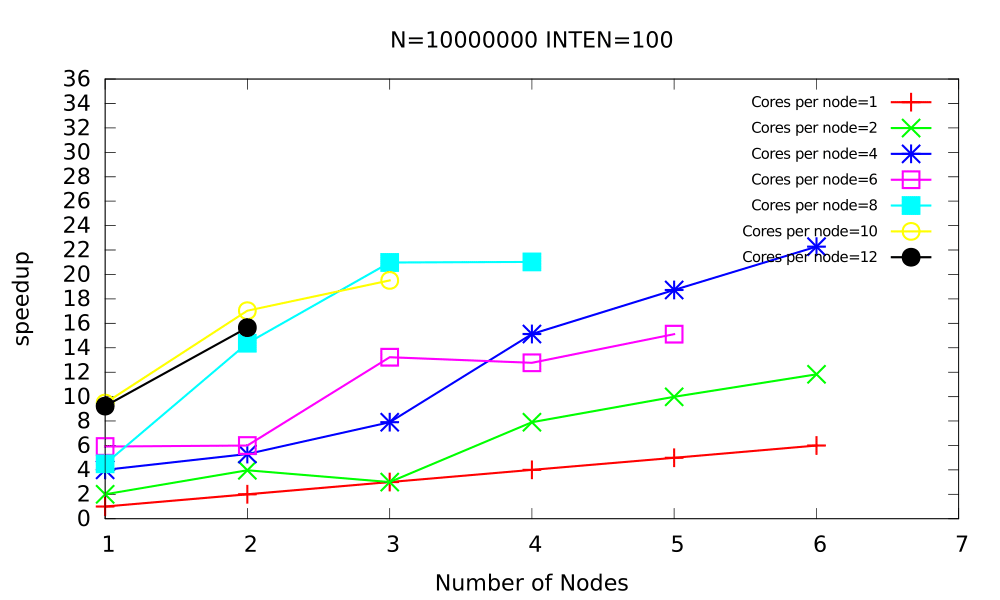 N=10000000 INTEN=100
36
34
32
30
28
26
24
22
20
18
16
14
12
10
8
6
4
2
0
speedup
Cores per node=1
Cores per node=2
Cores per node=4
Cores per node=6
Cores per node=8
Cores per node=10
Cores per node=12
1 2 3 4 5 6 7
Number of Nodes